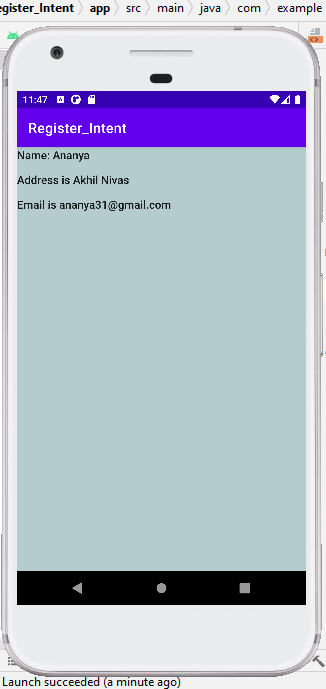 egister_Intent  app  src  main  java  com  example
11:47
Register_Intent
Name: Ananya
Address is Akhil Nivas
Email is ananya31@gmail.com
Launch succeeded (a minute ago)